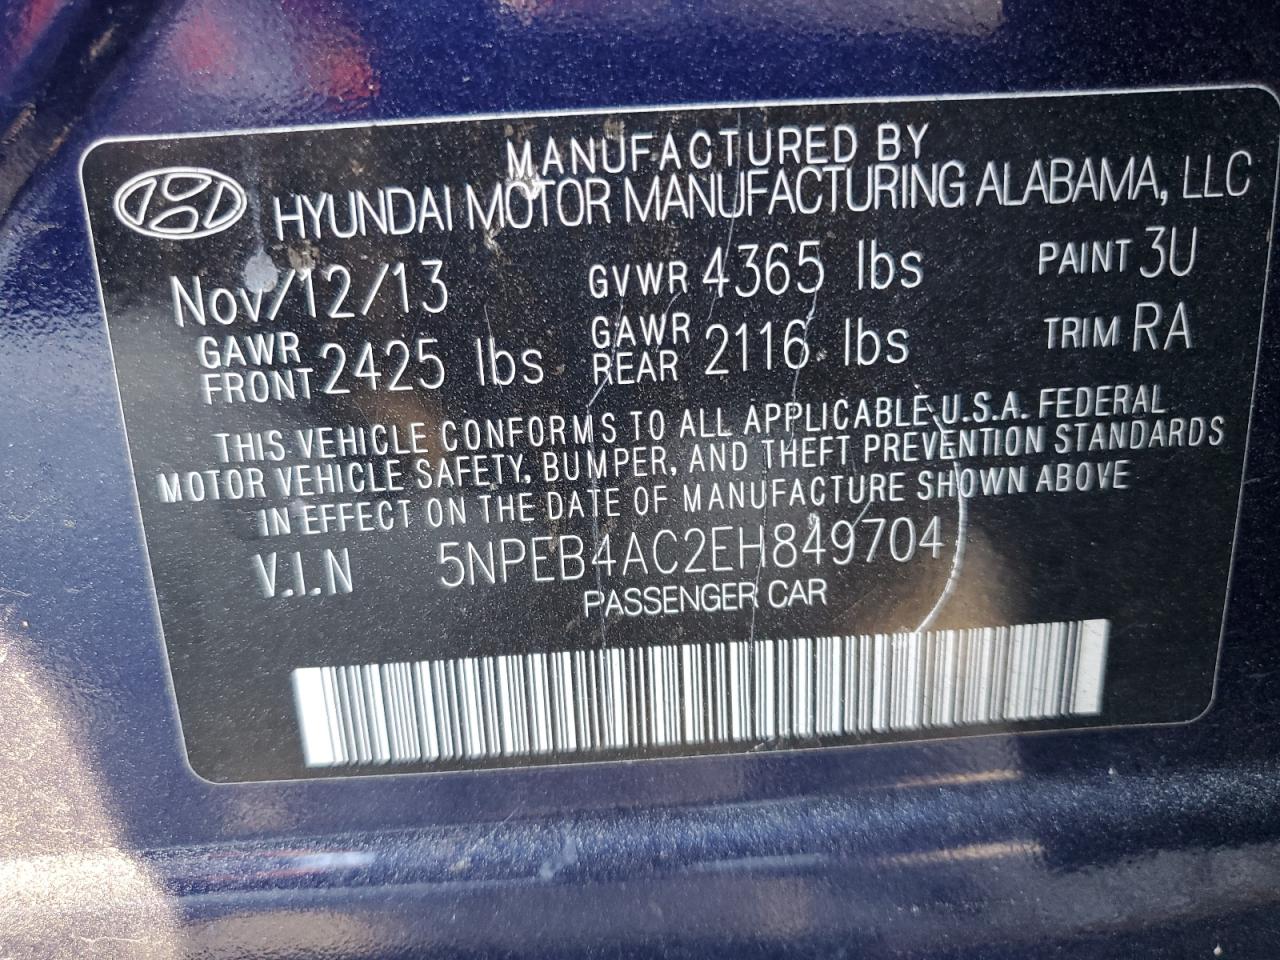 MANUFACTURED BY
HYUNDAI MOTOR MANUFACTURING ALABAMA, LLC
Nov/12/13 GVWR 4365 lbs PAINT 3U
GAWR FRONT 2425 lbs GAWR REAR 2116 lbs TRIM RA
THIS VEHICLE CONFORMS TO ALL APPLICABLE U.S.A. FEDERAL
MOTOR VEHICLE SAFETY, BUMPER, AND THEFT PREVENTION STANDARDS
IN EFFECT ON THE DATE OF MANUFACTURE SHOWN ABOVE
V.I.N 5NPEB4AC2EH849704
PASSENGER CAR